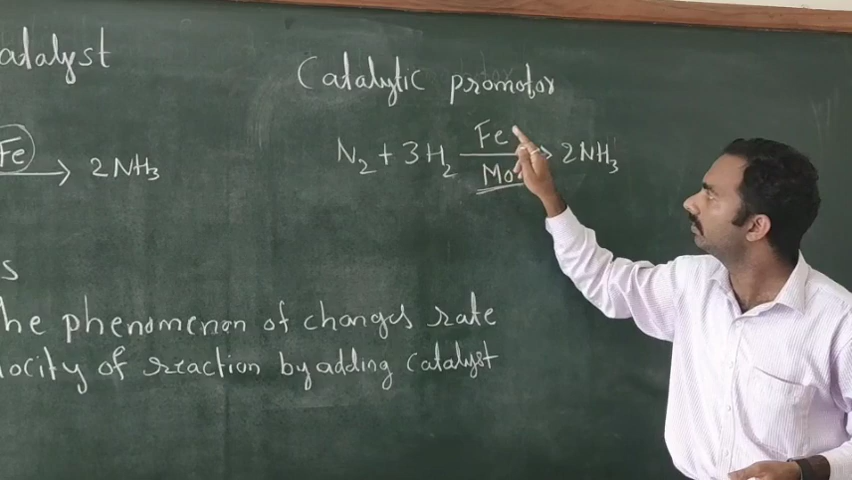 atalyst
Catalytic promotor
Fe
2NH3
N2 + 3H2 Fe Mo → 2NH3
s
he phenomenon of changes rate
locity of reaction by adding catalyst